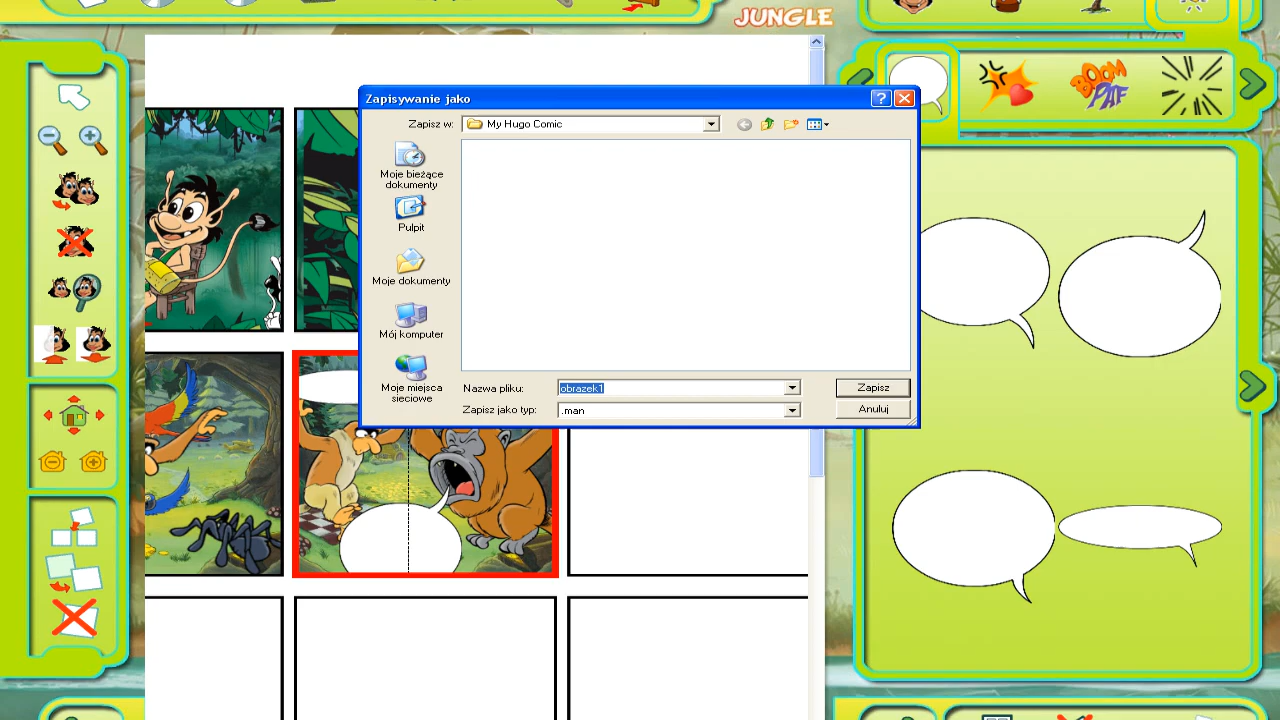 JUNGLE
BOOM
PAF
Zapisywanie jako
Zapisz w:
My Hugo Comic
Moje bieżące
dokumenty
Pulpit
Moje dokumenty
Mój komputer
Moje miejsca
sieciowe
Nazwa pliku:
obrazek1
Zapisz
Zapisz jako typ:
.man
Anuluj